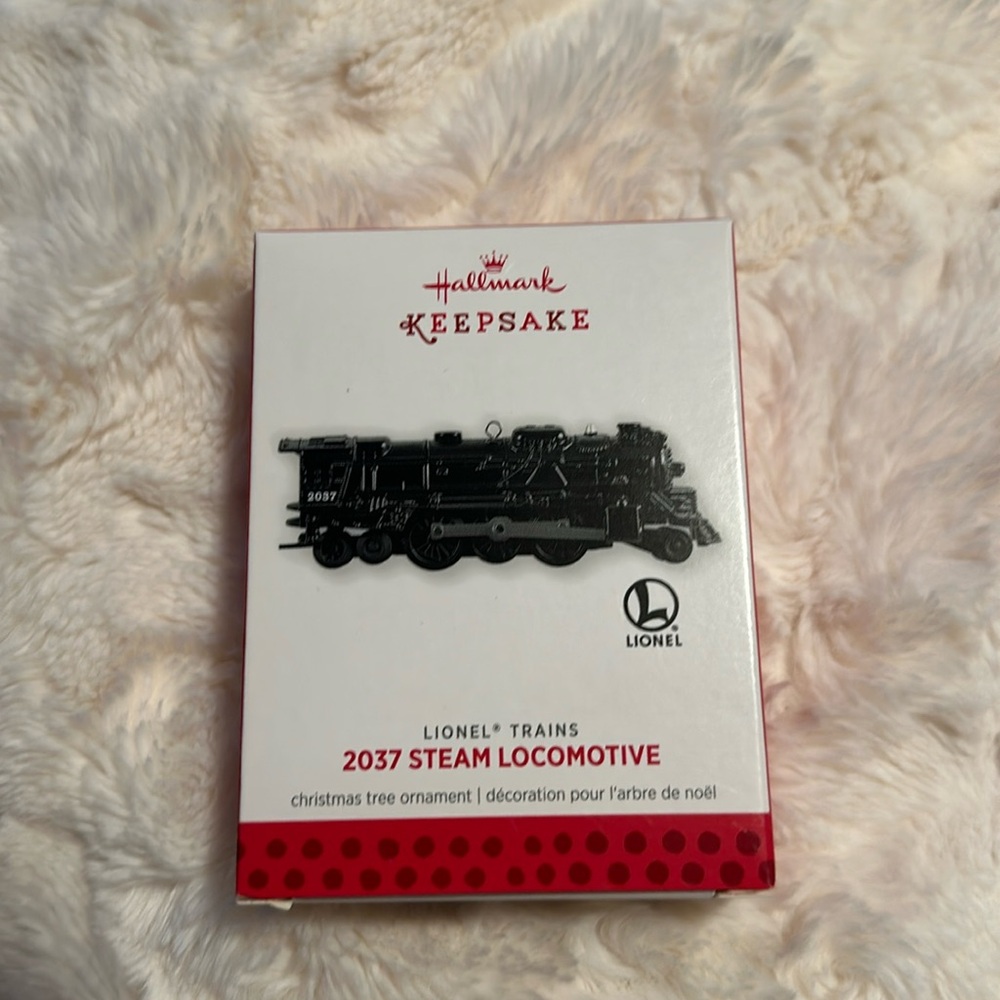 Hallmark
KEEPSAKE
2037
L®
LIONEL
LIONEL® TRAINS
2037 STEAM LOCOMOTIVE
christmas tree ornament | décoration pour l'arbre de noël